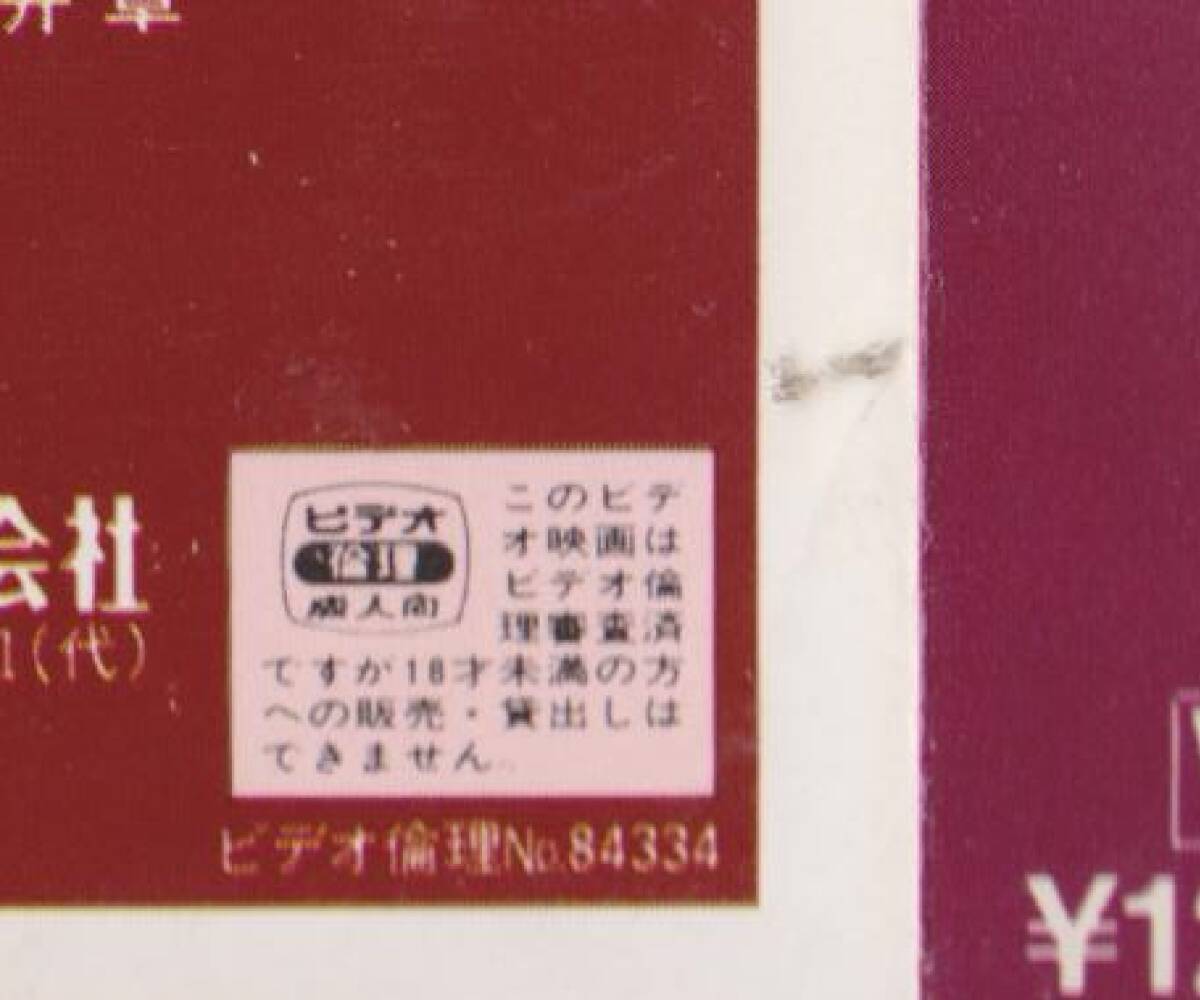 章
会社
1(代)
ビデオ
倫理
成人向
このビデ
オ映画は
ビデオ倫
理審査済
ですが18才未満の方
への販売・貸出しは
できません。
ビデオ倫理No.84334
¥12